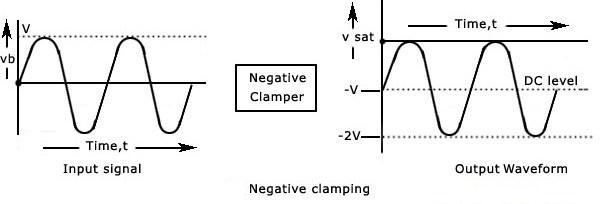 V
vb
Time,t
Input signal
Negative
Clamper
Time,t
v sat
DC level
-V
-2V
Output Waveform
Negative clamping